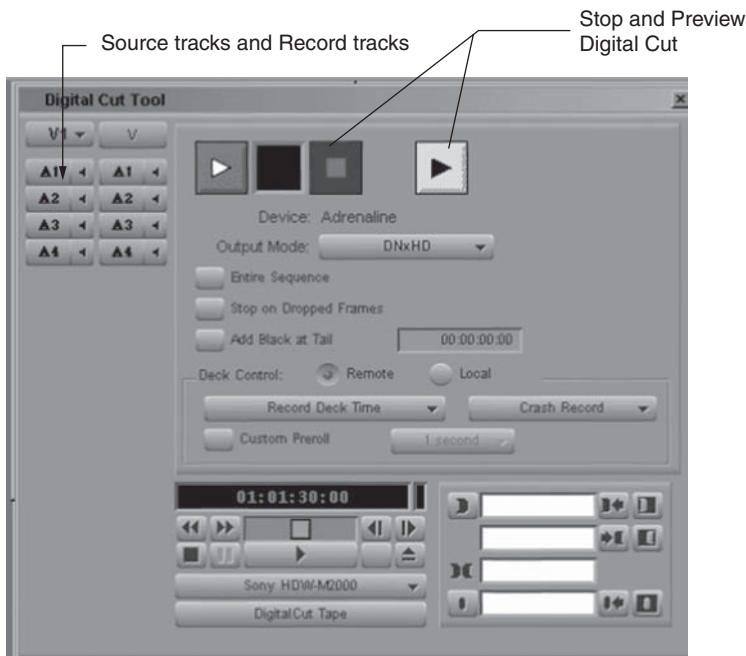 Stop and Preview
Digital Cut
Source tracks and Record tracks
Digital Cut Tool
V1 V
A1 A1
A2 A2
A3 A3
A4 A4
Device: Adrenaline
Output Mode: DNxHD
Entire Sequence
Stop on Dropped Frames
Add Black at Tail 00:00:00:00
Deck Control: Remote Local
Record Deck Time Crash Record
Custom Preroll 1 second
01:01:30:00
Sony HDW-M2000
DigitalCut Tape